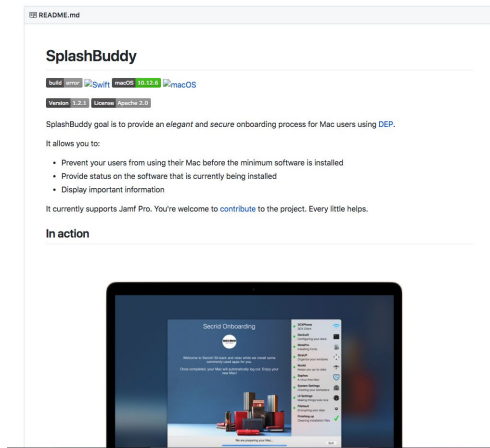 README.md
SplashBuddy
build error Swift macOS 10.12.6 macOS
Version 1.2.1 License Apache 2.0
SplashBuddy goal is to provide an elegant and secure onboarding process for Mac users using DEP.
It allows you to:
• Prevent your users from using their Mac before the minimum software is installed
• Provide status on the software that is currently being installed
• Display important information
It currently supports Jamf Pro. You're welcome to contribute to the project. Every little helps.
In action
Secrid Onboarding